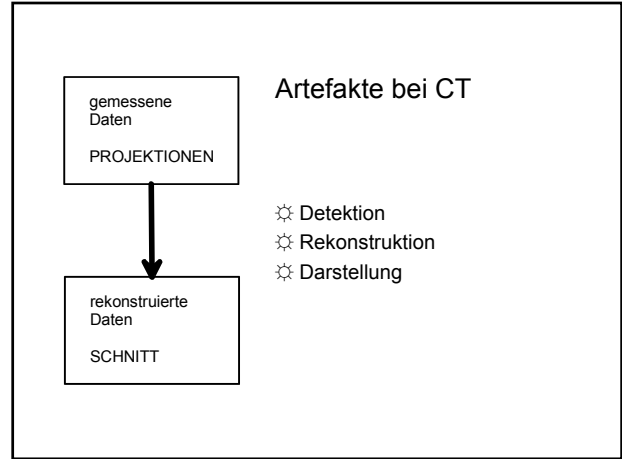 Artefakte bei CT
gemessene
Daten
PROJEKTIONEN
☼ Detektion
☼ Rekonstruktion
☼ Darstellung
rekonstruierte
Daten
SCHNITT